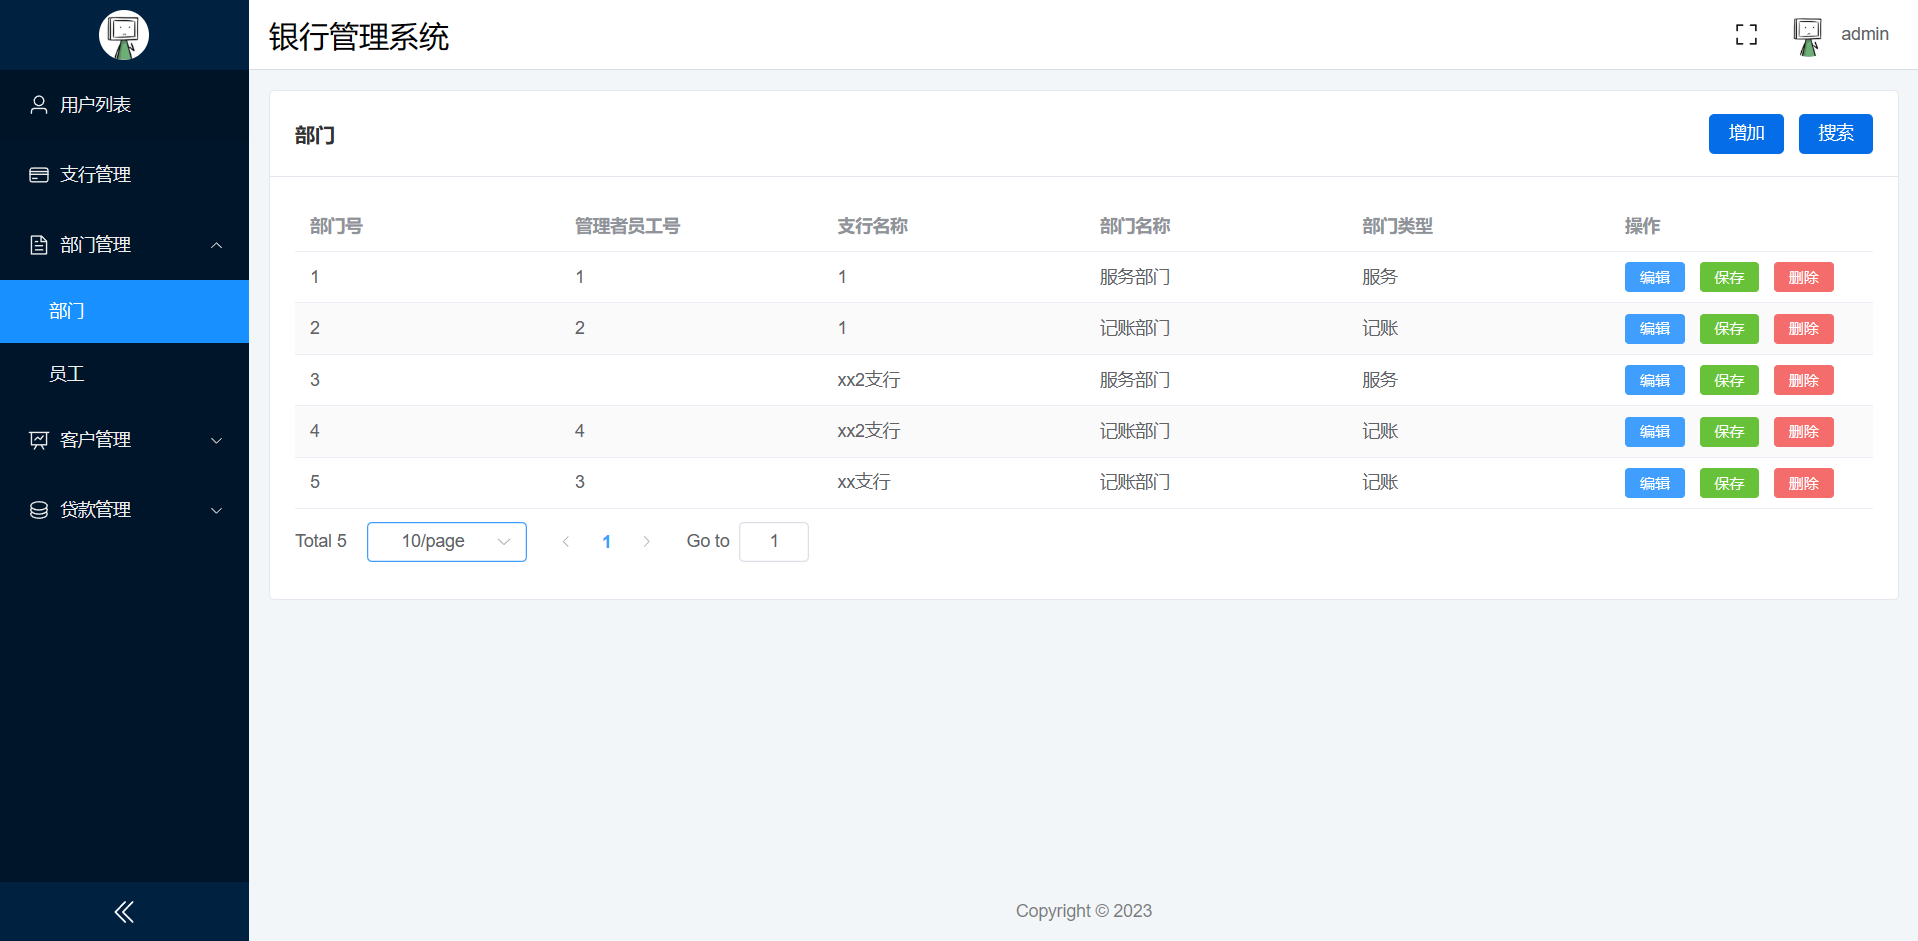 银行管理系统
admin
用户列表
支行管理
部门管理
部门
员工
客户管理
贷款管理
部门
增加 搜索
部门号 管理者员工号 支行名称 部门名称 部门类型 操作
1 1 1 服务部门 服务 编辑 保存 删除
2 2 1 记账部门 记账 编辑 保存 删除
3 xx2支行 服务部门 服务 编辑 保存 删除
4 4 xx2支行 记账部门 记账 编辑 保存 删除
5 3 xx支行 记账部门 记账 编辑 保存 删除
Total 5 10/page 1 Go to 1
Copyright © 2023